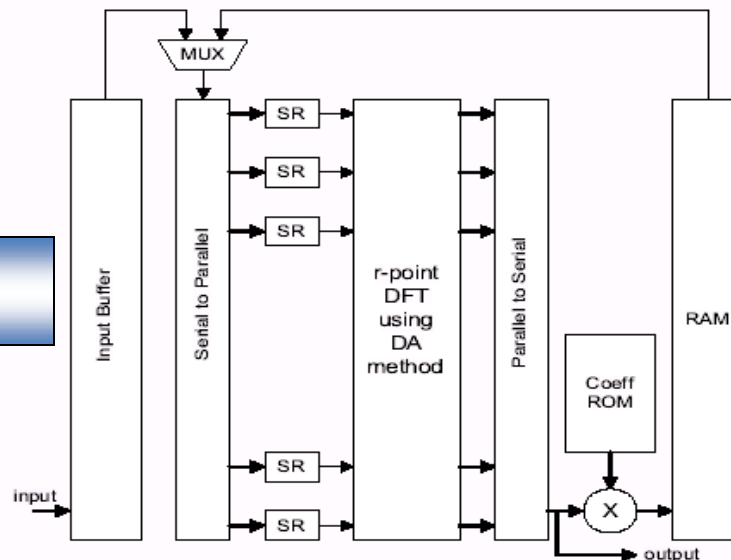 MUX
Input Buffer
Serial to Parallel
SR
SR
SR
SR
SR
r-point
DFT
using
DA
method
Parallel to Serial
Coeff
ROM
X
RAM
input
output